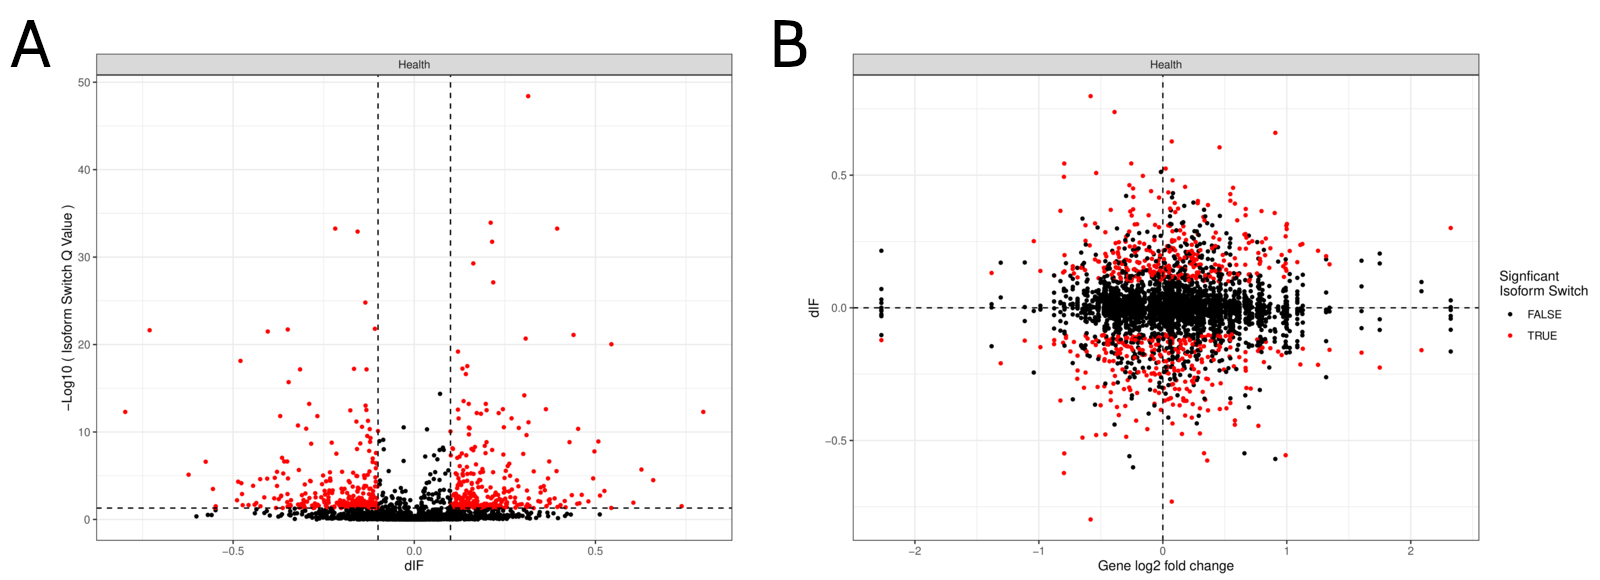 A
B
Health
50
40
30
20
10
0
−Log10 ( Isoform Switch Q Value )
−0.5
0.0
0.5
dIF
Health
0.5
0.0
−0.5
dIF
−2
−1
0
1
2
Gene log2 fold change
Signficant
Isoform Switch
FALSE
TRUE